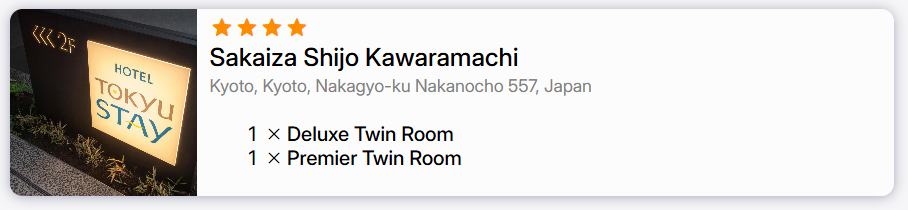 <<< 2F
HOTEL
TOKYU
STAY
Sakaiza Shijo Kawaramachi
Kyoto, Kyoto, Nakagyo-ku Nakanocho 557, Japan
1 × Deluxe Twin Room
1 × Premier Twin Room